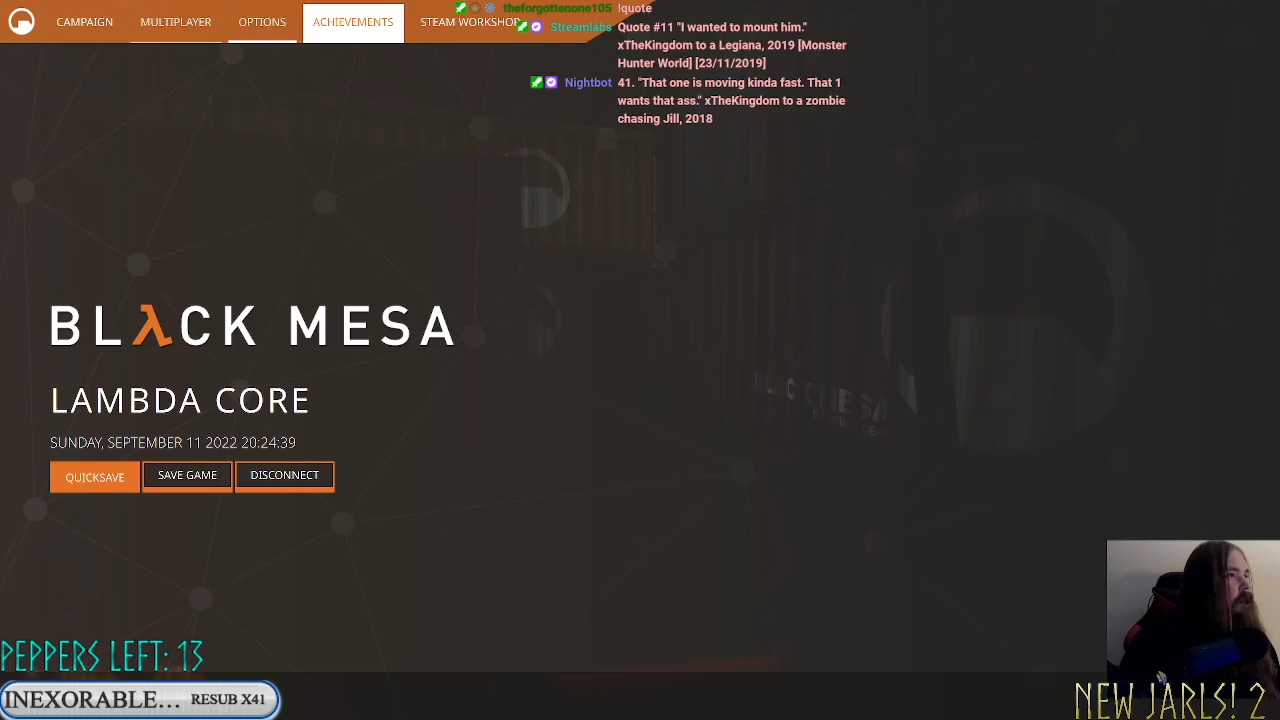 CAMPAIGN
MULTIPLAYER
OPTIONS
ACHIEVEMENTS
STEAM WORKSHOP
theforgottenone105 !quote
Streamlabs Quote #11 "I wanted to mount him."
xTheKingdom to a Legiana, 2019 [Monster
Hunter World] [23/11/2019]
Nightbot 41. "That one is moving kinda fast. That 1
wants that ass." xTheKingdom to a zombie
chasing Jill, 2018
BLλCK MESA
LAMBDA CORE
SUNDAY, SEPTEMBER 11 2022 20:24:39
QUICKSAVE
SAVE GAME
DISCONNECT
PEPPERS LEFT: 13
INEXORABLE... RESUB X41
NEW JARLS! 2